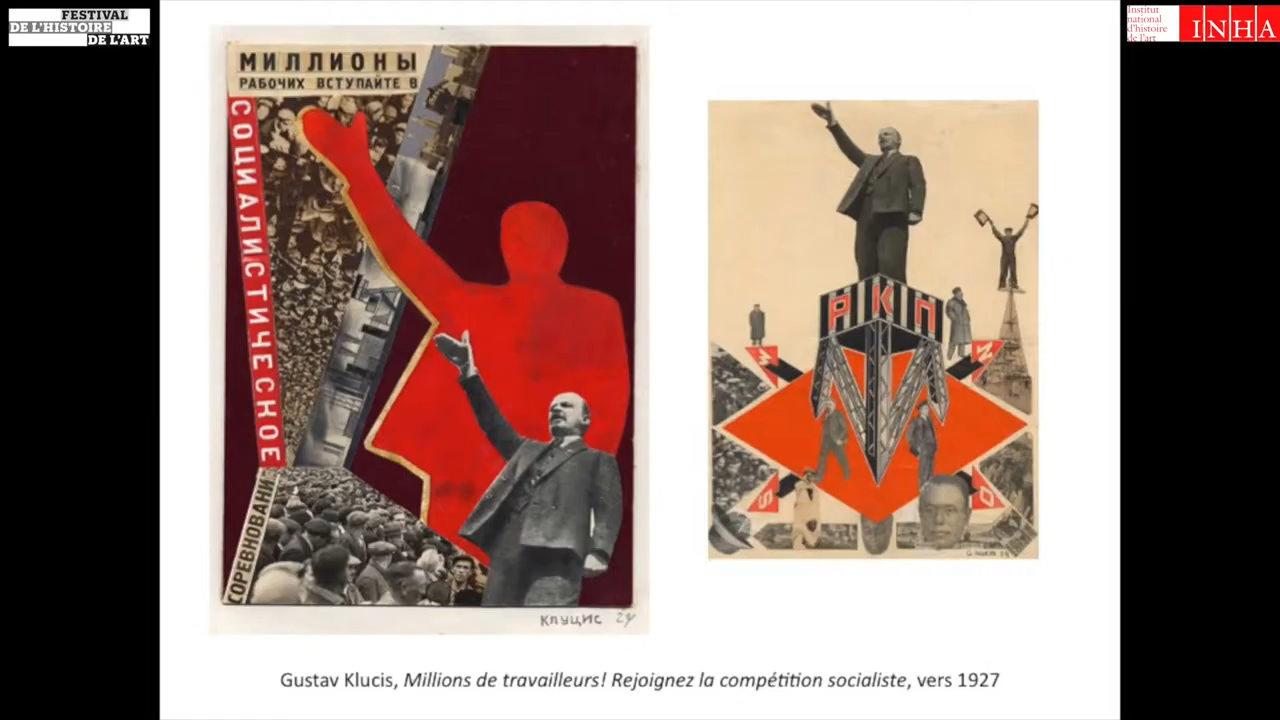 FESTIVAL
DE L'HISTOIRE
DE L'ART
Institut
national
d'histoire
de l'art
INHA
МИЛЛИОНЫ
РАБОЧИХ ВСТУПАЙТЕ В
СОЦИАЛИСТИЧЕСКОЕ
СОРЕВНОВАНИ
КЛУЦИС 29
РКП
Gustav Klucis, Millions de travailleurs! Rejoignez la compétition socialiste, vers 1927